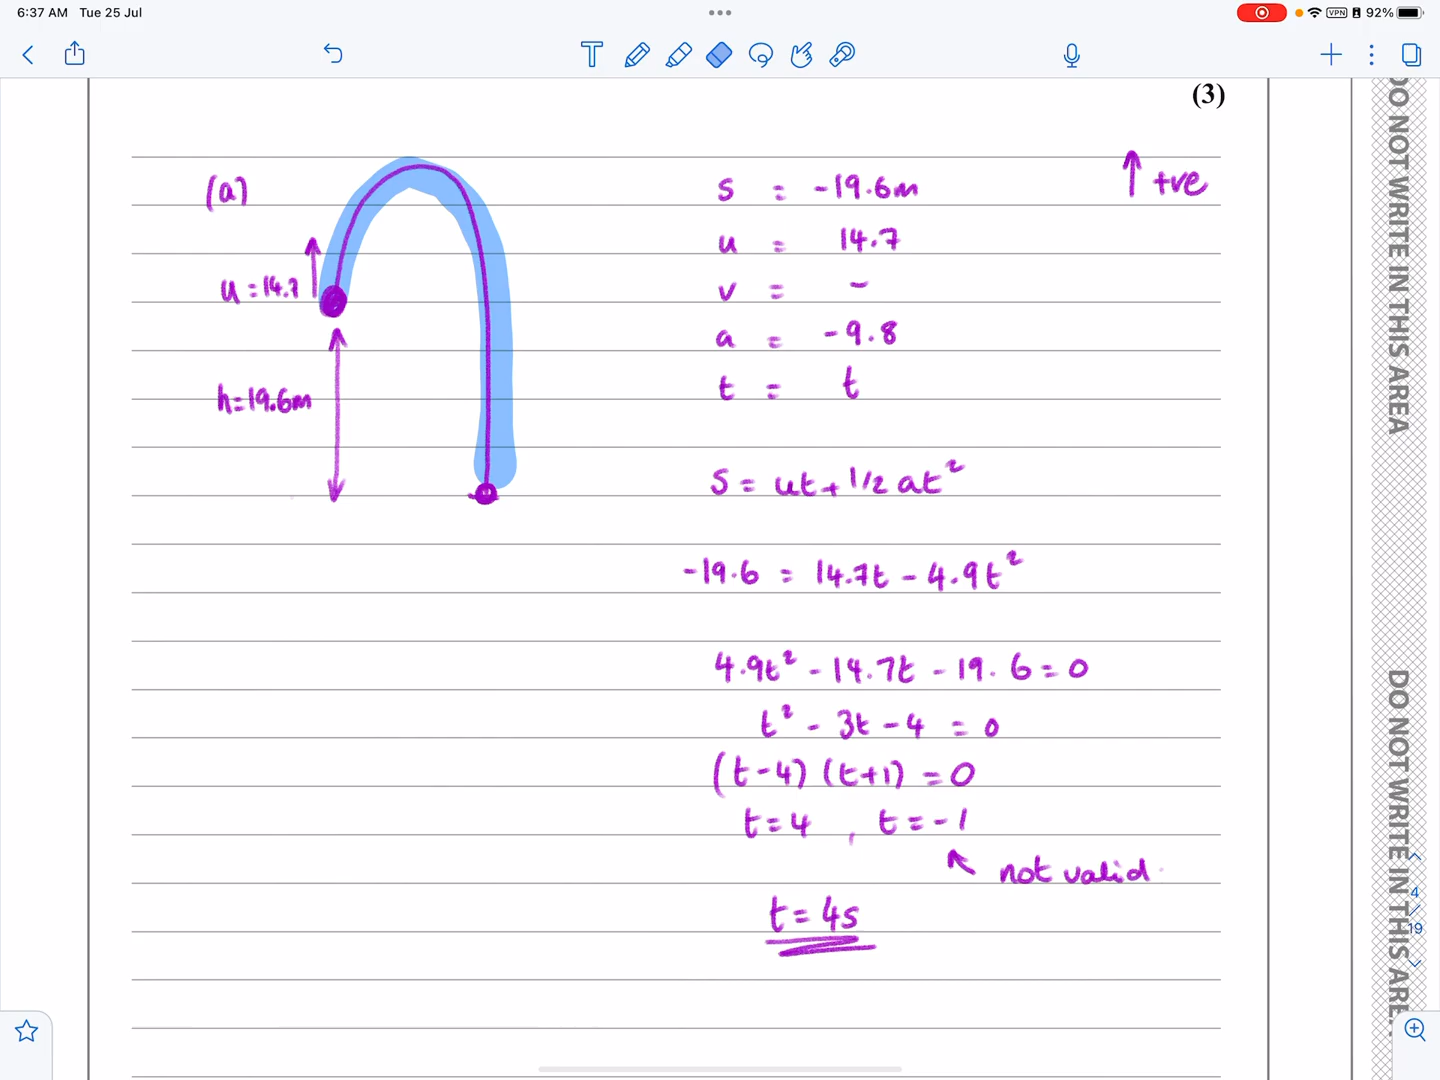 6:37 AM Tue 25 Jul
VPN 92%
(3)
(a)
u = 14.7
h=19.6m
+ve
s = -19.6m
u = 14.7
v = -
a = -9.8
t = t
s = ut + 1/2 at²
-19.6 = 14.7t - 4.9t²
4.9t² - 14.7t - 19.6 = 0
t² - 3t - 4 = 0
(t-4) (t+1) = 0
t = 4 , t = -1
not valid.
t = 4s
DO NOT WRITE IN THIS AREA
DO NOT WRITE IN THIS AREA
4
/
19